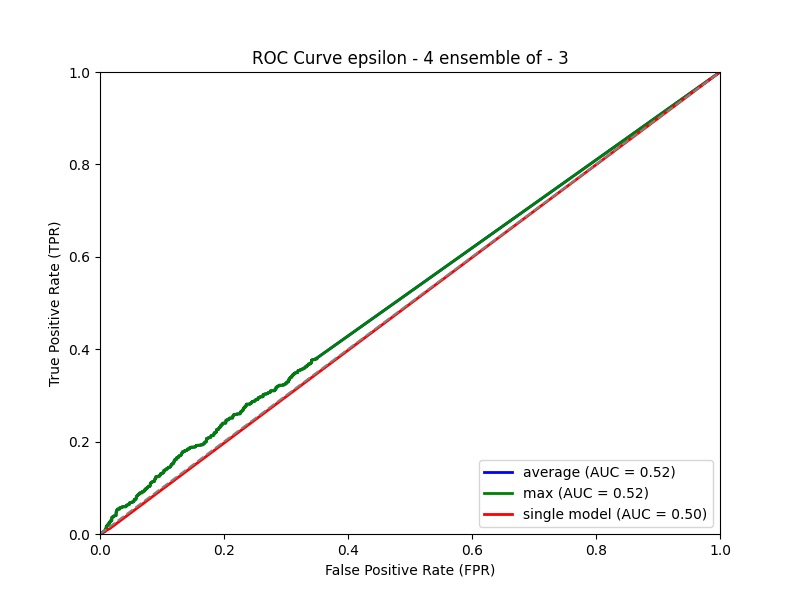 ROC Curve epsilon - 4 ensemble of - 3
True Positive Rate (TPR)
1.0
0.8
0.6
0.4
0.2
0.0
0.0 0.2 0.4 0.6 0.8 1.0
False Positive Rate (FPR)
average (AUC = 0.52)
max (AUC = 0.52)
single model (AUC = 0.50)